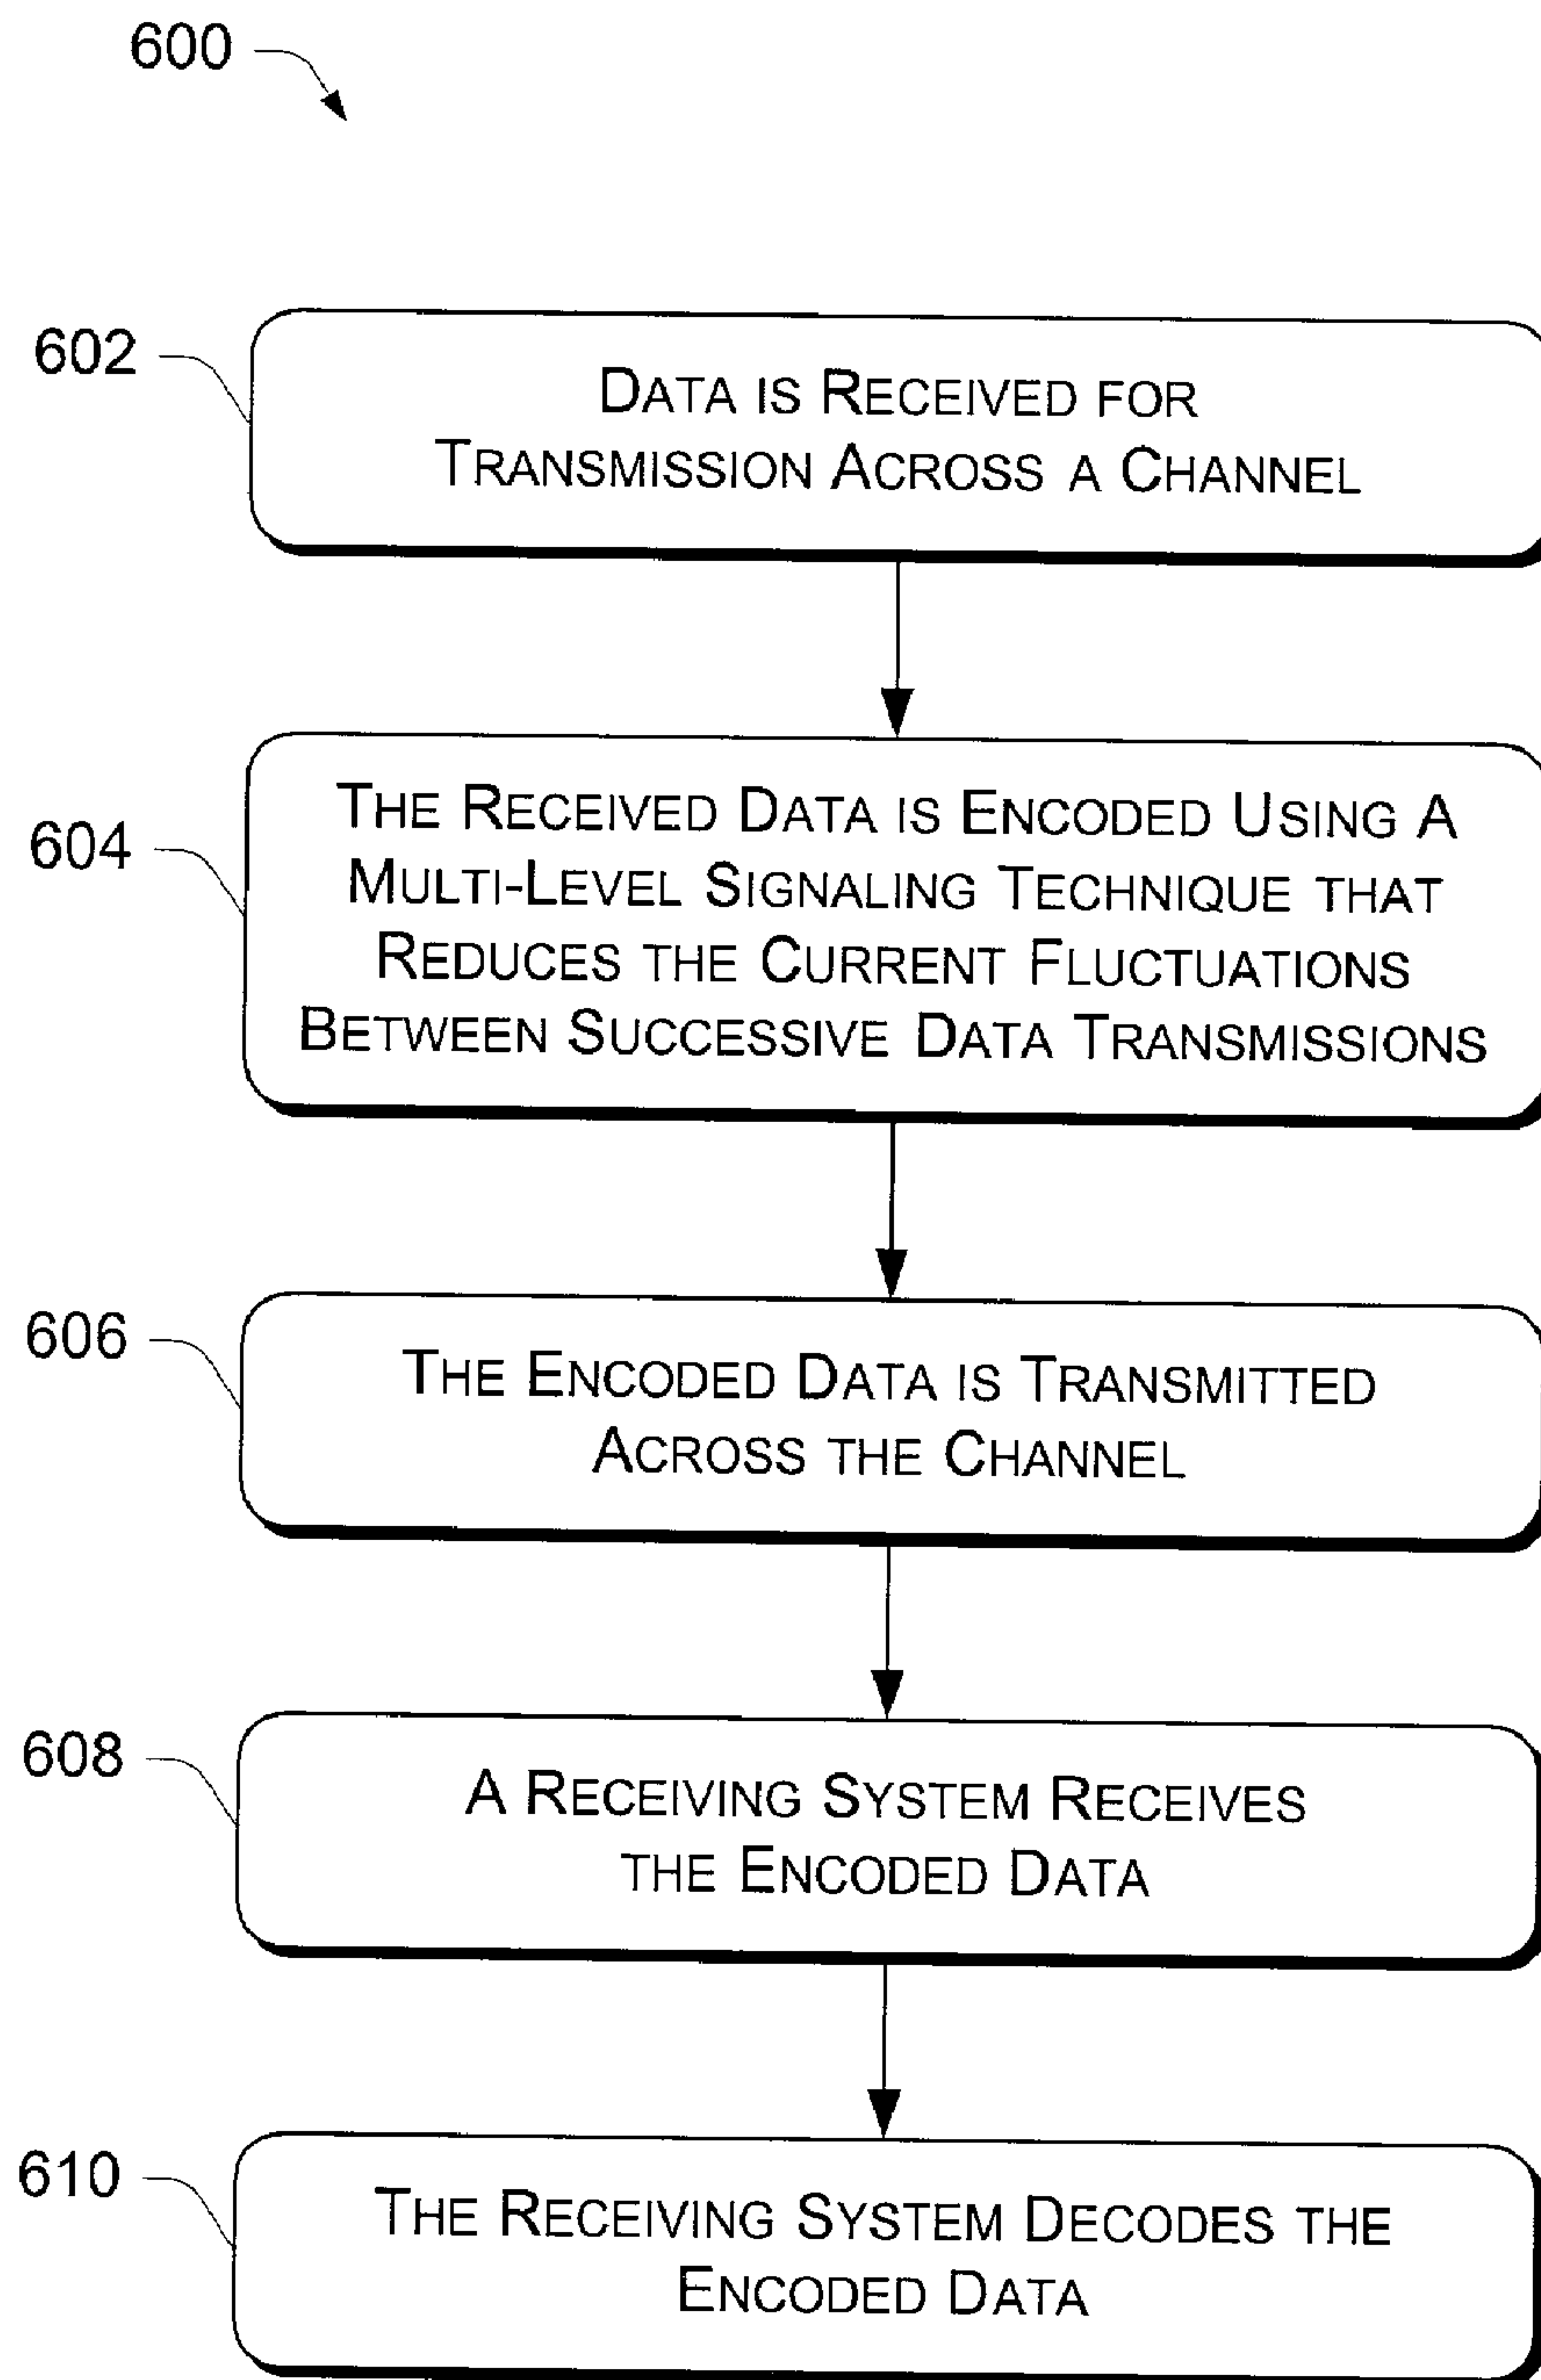 600
602
DATA IS RECEIVED FOR
TRANSMISSION ACROSS A CHANNEL
604
THE RECEIVED DATA IS ENCODED USING A
MULTI-LEVEL SIGNALING TECHNIQUE THAT
REDUCES THE CURRENT FLUCTUATIONS
BETWEEN SUCCESSIVE DATA TRANSMISSIONS
606
THE ENCODED DATA IS TRANSMITTED
ACROSS THE CHANNEL
608
A RECEIVING SYSTEM RECEIVES
THE ENCODED DATA
610
THE RECEIVING SYSTEM DECODES THE
ENCODED DATA